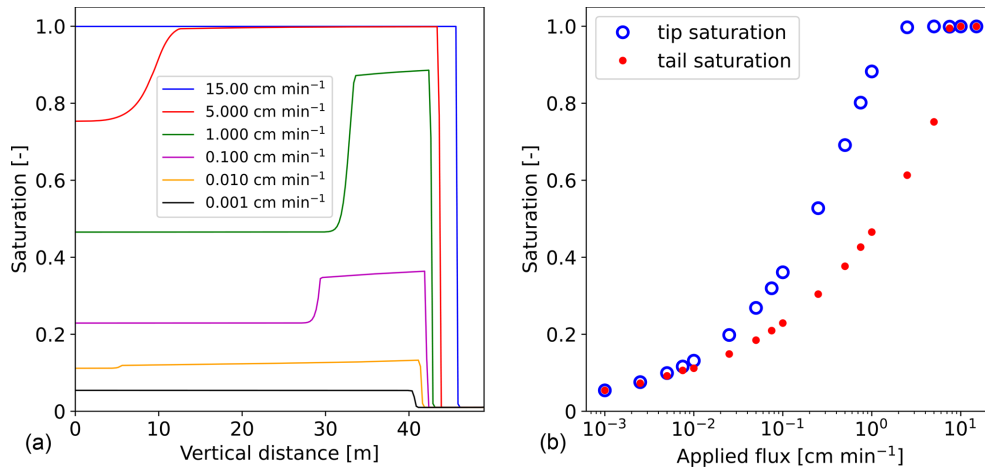 1.0
0.8
0.6
0.4
0.2
0
Saturation [-]
0
10
20
30
40
Vertical distance [m]
(a)
15.00 cm min⁻¹
5.000 cm min⁻¹
1.000 cm min⁻¹
0.100 cm min⁻¹
0.010 cm min⁻¹
0.001 cm min⁻¹
1.0
0.8
0.6
0.4
0.2
0
Saturation [-]
10⁻³
10⁻²
10⁻¹
10⁰
10¹
Applied flux [cm min⁻¹]
(b)
tip saturation
tail saturation